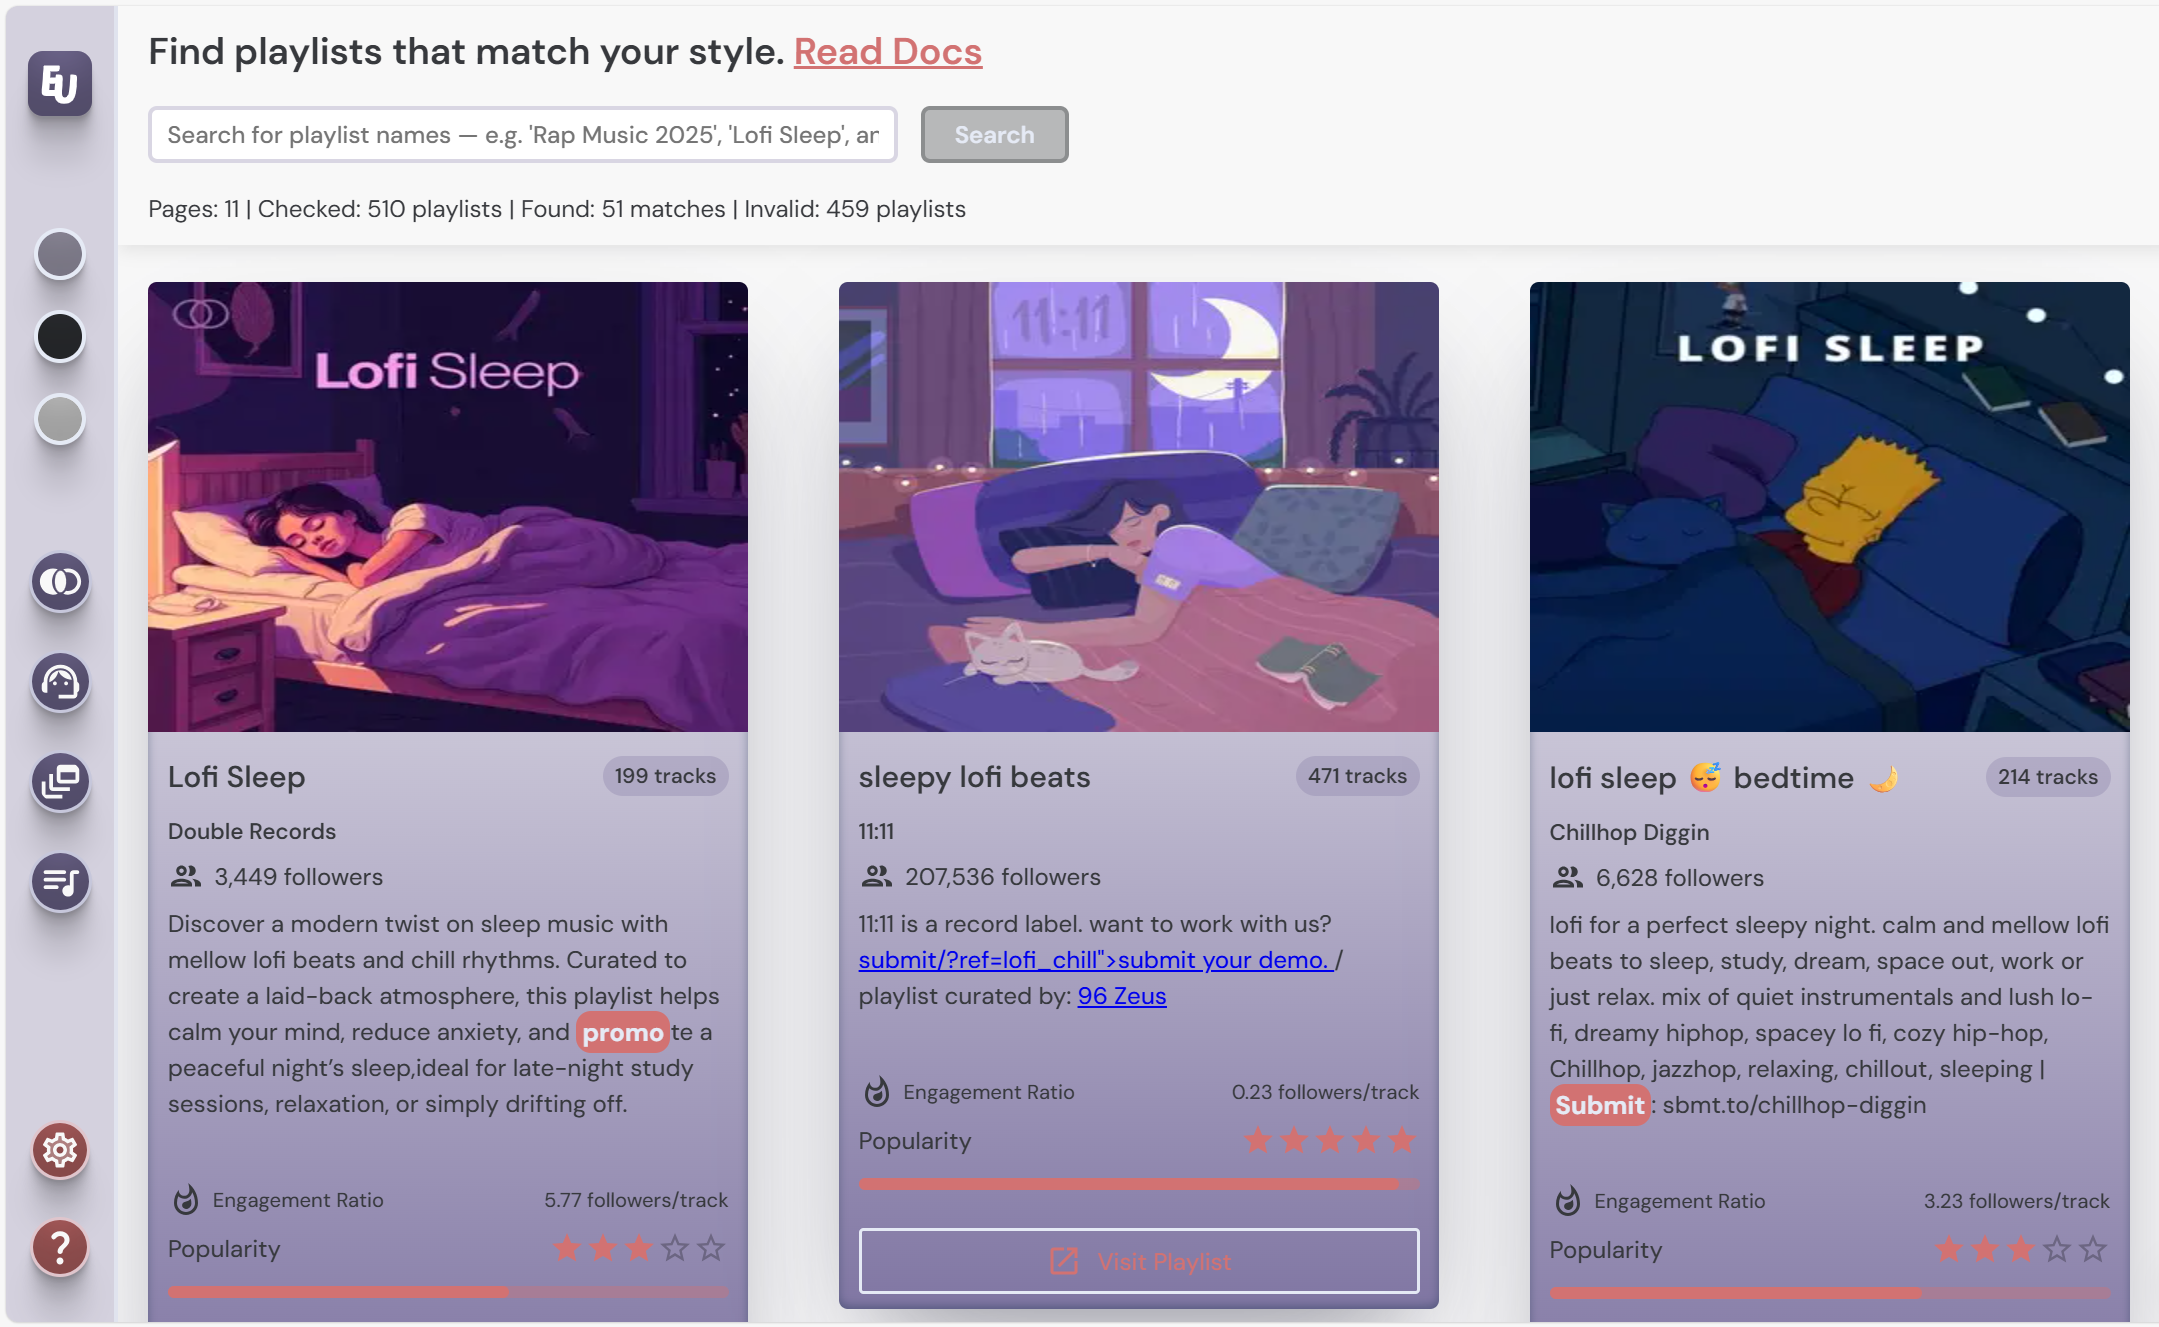 EU
Find playlists that match your style. Read Docs
Search for playlist names — e.g. 'Rap Music 2025', 'Lofi Sleep', ar
Search
Pages: 11 | Checked: 510 playlists | Found: 51 matches | Invalid: 459 playlists
Lofi Sleep
Lofi Sleep
199 tracks
Double Records
3,449 followers
Discover a modern twist on sleep music with
mellow lofi beats and chill rhythms. Curated to
create a laid-back atmosphere, this playlist helps
calm your mind, reduce anxiety, and promote a
peaceful night’s sleep,ideal for late-night study
sessions, relaxation, or simply drifting off.
Engagement Ratio
5.77 followers/track
Popularity
11:11
sleepy lofi beats
471 tracks
11:11
207,536 followers
11:11 is a record label. want to work with us?
submit/?ref=lofi_chill">submit your demo. /
playlist curated by: 96 Zeus
Engagement Ratio
0.23 followers/track
Popularity
Visit Playlist
LOFI SLEEP
lofi sleep 😴 bedtime 🌙
214 tracks
Chillhop Diggin
6,628 followers
lofi for a perfect sleepy night. calm and mellow lofi
beats to sleep, study, dream, space out, work or
just relax. mix of quiet instrumentals and lush lo-
fi, dreamy hiphop, spacey lo fi, cozy hip-hop,
Chillhop, jazzhop, relaxing, chillout, sleeping |
Submit: sbmt.to/chillhop-diggin
Engagement Ratio
3.23 followers/track
Popularity